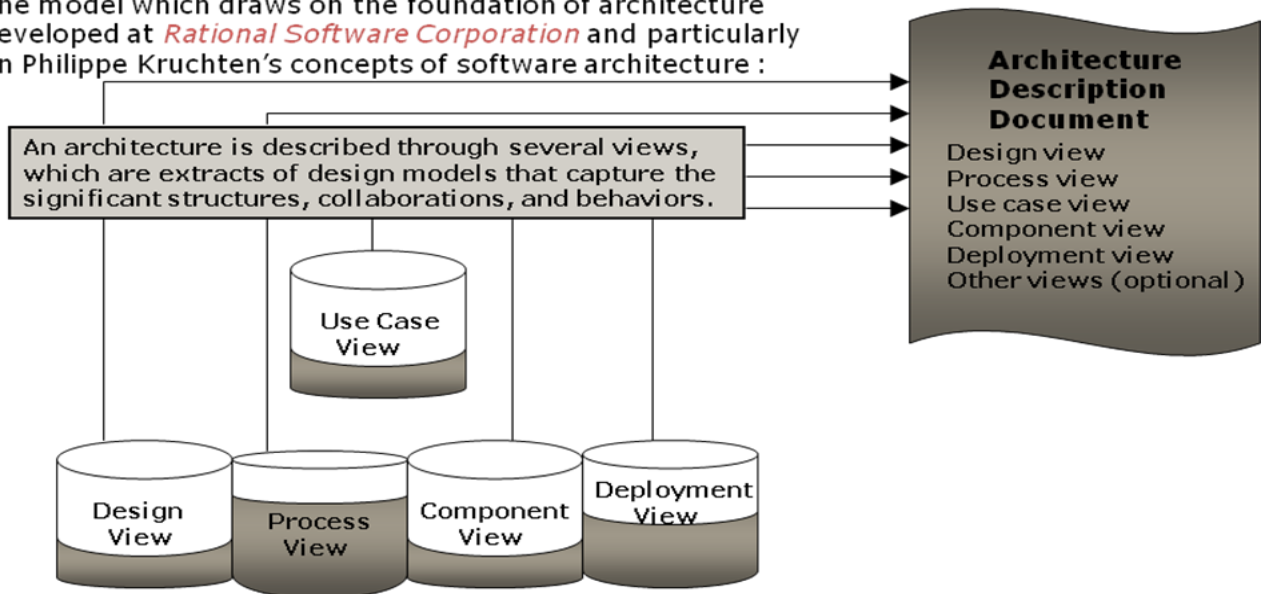 model which draws on the foundation of architecture
at Rational Software Corporation and particularly
Philippe Kruchten’s concepts of software architecture :
An architecture is described through several views,
which are extracts of design models that capture the
significant structures, collaborations, and behaviors.
Architecture
Description
Document
Design view
Process view
Use case view
Component view
Deployment view
Other views (optional)
Use Case
View
Design
View
Process
View
Component
View
Deployment
View